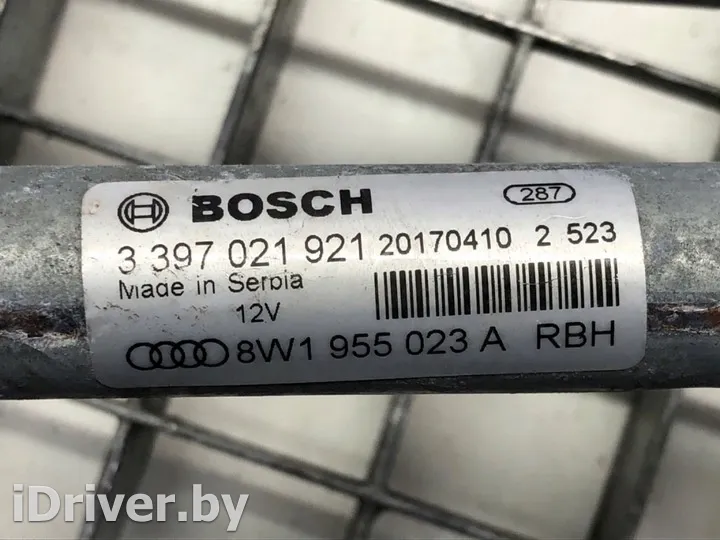 BOSCH 287
3 397 021 921 20170410 2 523
Made in Serbia
12V
8W1 955 023 A RBH
iDriver.by